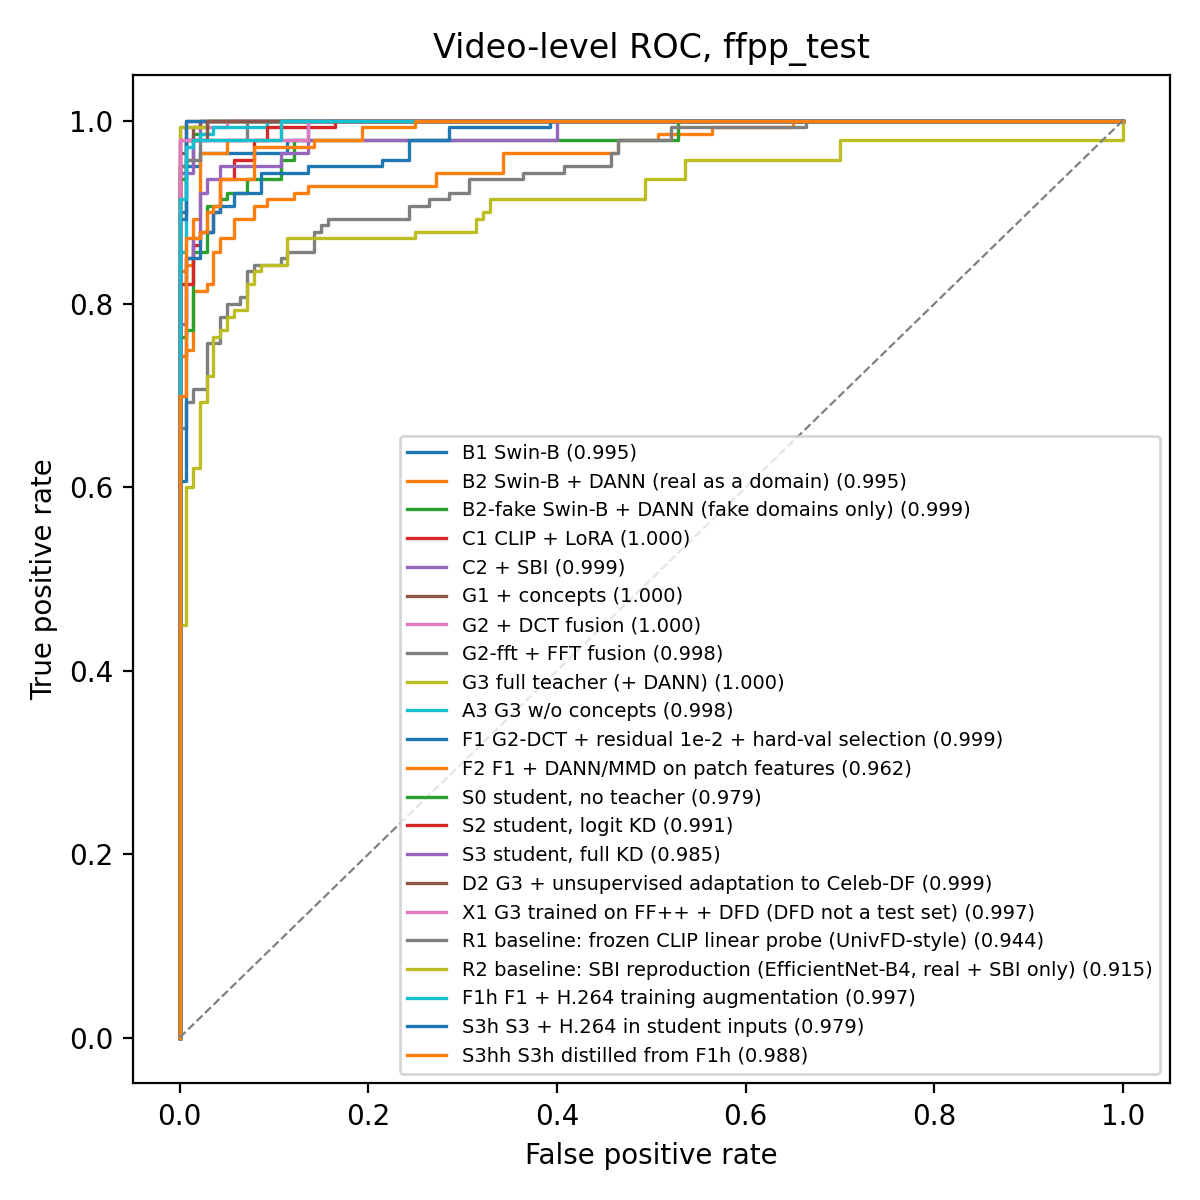 Video-level ROC, ffpp_test
True positive rate
1.0
0.8
0.6
0.4
0.2
0.0
B1 Swin-B (0.995)
B2 Swin-B + DANN (real as a domain) (0.995)
B2-fake Swin-B + DANN (fake domains only) (0.999)
C1 CLIP + LoRA (1.000)
C2 + SBI (0.999)
G1 + concepts (1.000)
G2 + DCT fusion (1.000)
G2-fft + FFT fusion (0.998)
G3 full teacher (+ DANN) (1.000)
A3 G3 w/o concepts (0.998)
F1 G2-DCT + residual 1e-2 + hard-val selection (0.999)
F2 F1 + DANN/MMD on patch features (0.962)
S0 student, no teacher (0.979)
S2 student, logit KD (0.991)
S3 student, full KD (0.985)
D2 G3 + unsupervised adaptation to Celeb-DF (0.999)
X1 G3 trained on FF++ + DFD (DFD not a test set) (0.997)
R1 baseline: frozen CLIP linear probe (UnivFD-style) (0.944)
R2 baseline: SBI reproduction (EfficientNet-B4, real + SBI only) (0.915)
F1h F1 + H.264 training augmentation (0.997)
S3h S3 + H.264 in student inputs (0.979)
S3hh S3h distilled from F1h (0.988)
0.0 0.2 0.4 0.6 0.8 1.0
False positive rate